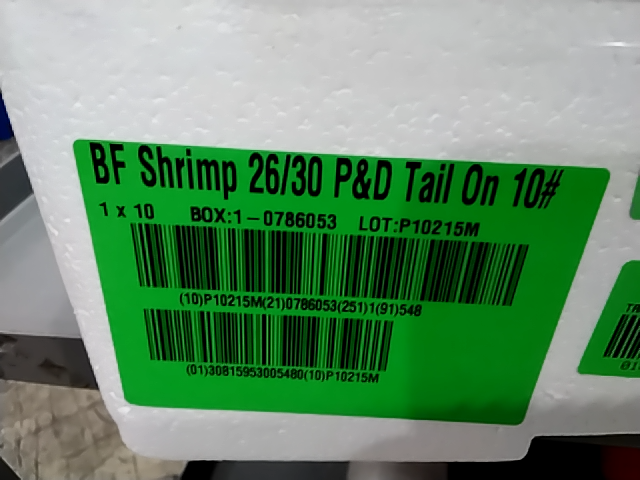 BF Shrimp 26/30 P&D Tail On 10#
1 x 10 BOX:1-0786053 LOT:P10215M
(10)P10215M(21)0786053(251)1(91)548
(01)30815953005480(10)P10215M